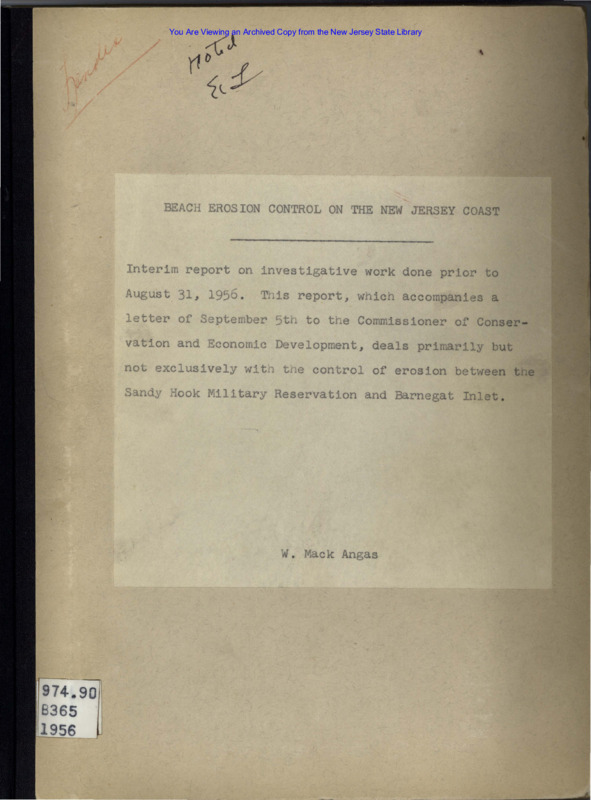 You Are Viewing an Archived Copy from the New Jersey State Library
Noted
BEACH EROSION CONTROL ON THE NEW JERSEY COAST
Interim report on investigative work done prior to
August 31, 1956. This report, which accompanies a
letter of September 5th to the Commissioner of Conser-
vation and Economic Development, deals primarily but
not exclusively with the control of erosion between the
Sandy Hook Military Reservation and Barnegat Inlet.
W. Mack Angas
974.90
B365
1956